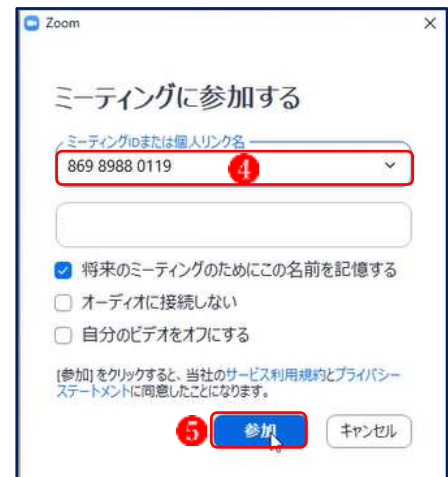 Zoom
ミーティングに参加する
ミーティングIDまたは個人リンク名
869 8988 0119
4
将来のミーティングのためにこの名前を記憶する
オーディオに接続しない
自分のビデオをオフにする
[参加] をクリックすると、当社のサービス利用規約とプライバシー
ステートメントに同意したことになります。
5 参加 キャンセル